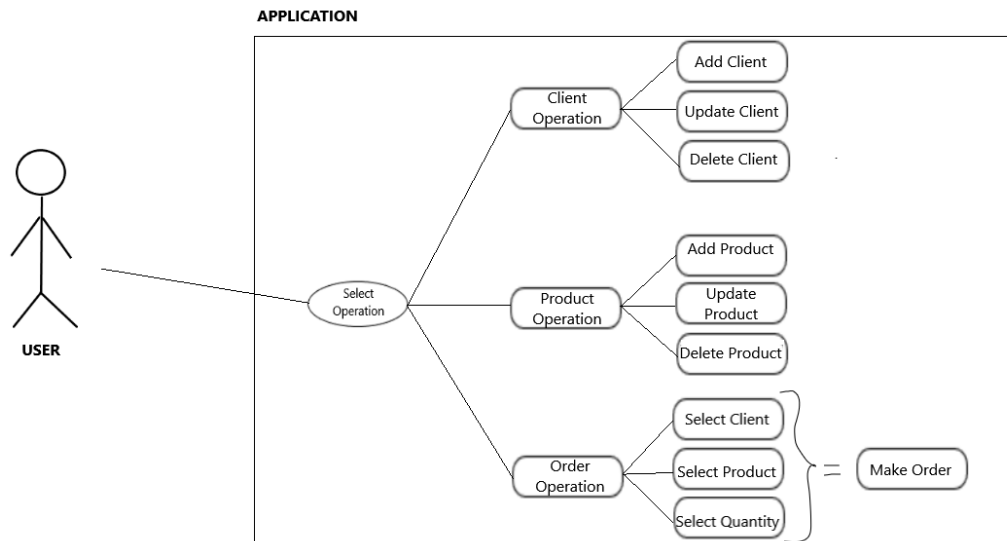 APPLICATION
USER
Select
Operation
Client
Operation
Add Client
Update Client
Delete Client
Product
Operation
Add Product
Update
Product
Delete Product
Order
Operation
Select Client
Select Product
Select Quantity
=
Make Order